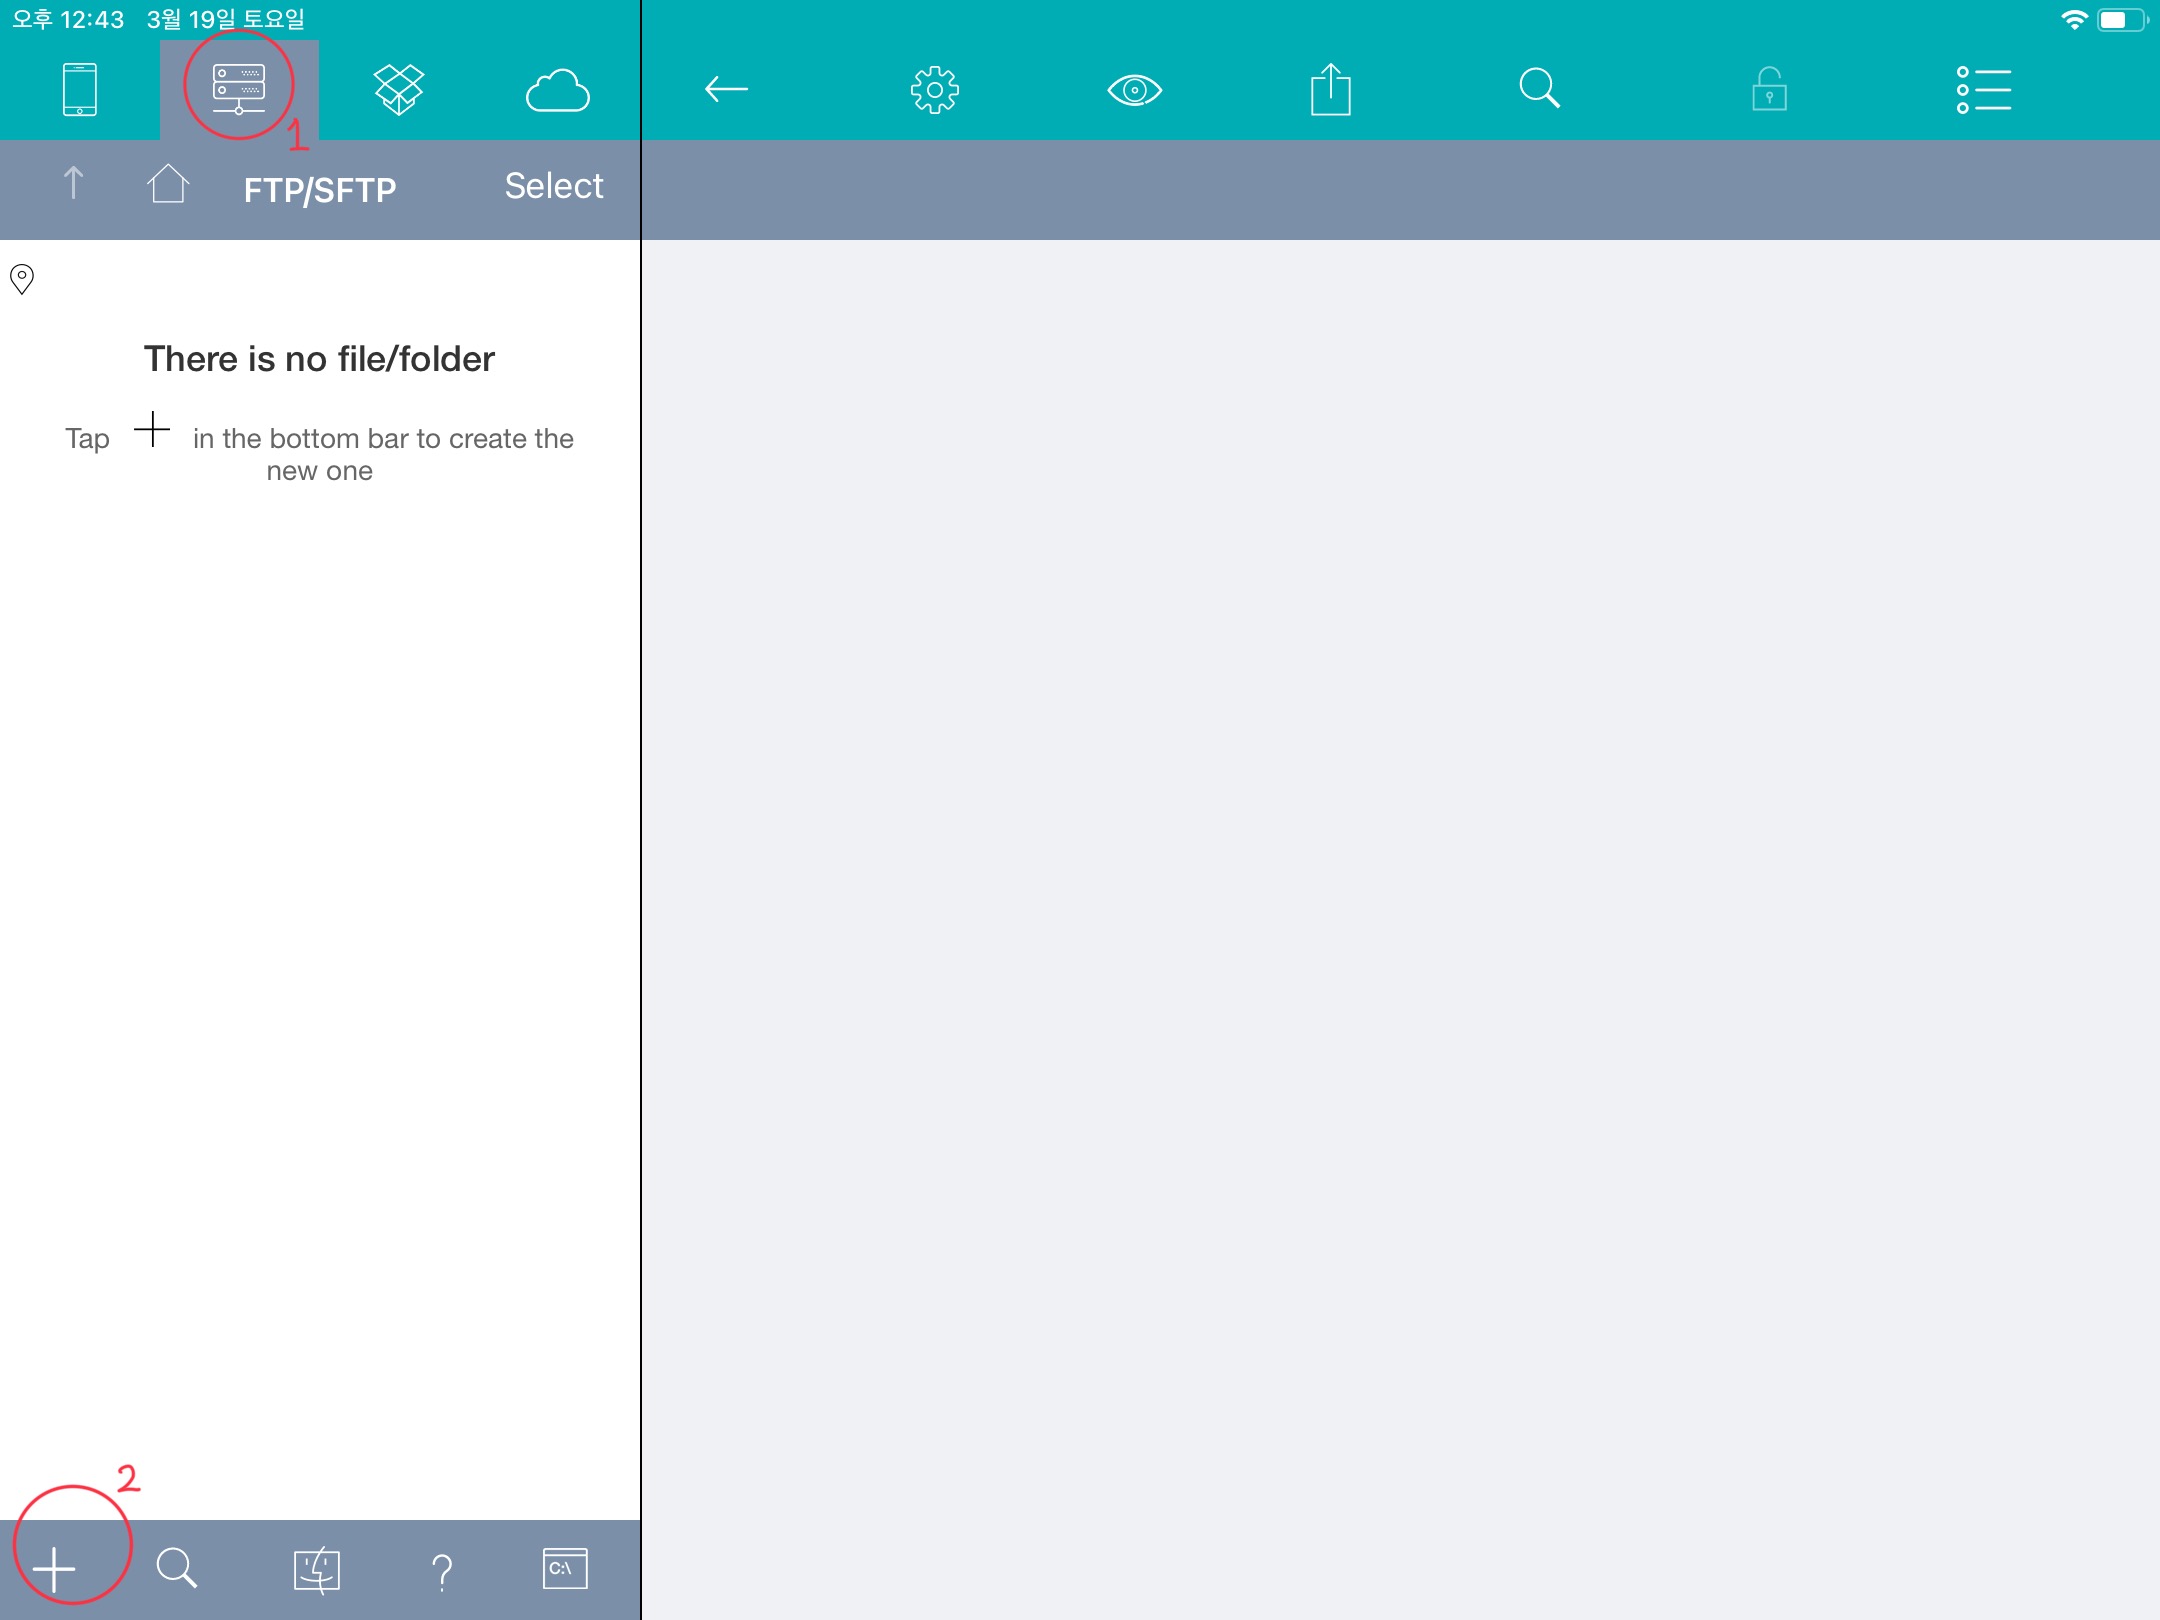 오후 12:43 3월 19일 토요일
1
FTP/SFTP Select
There is no file/folder
Tap + in the bottom bar to create the
new one
2
? C:\